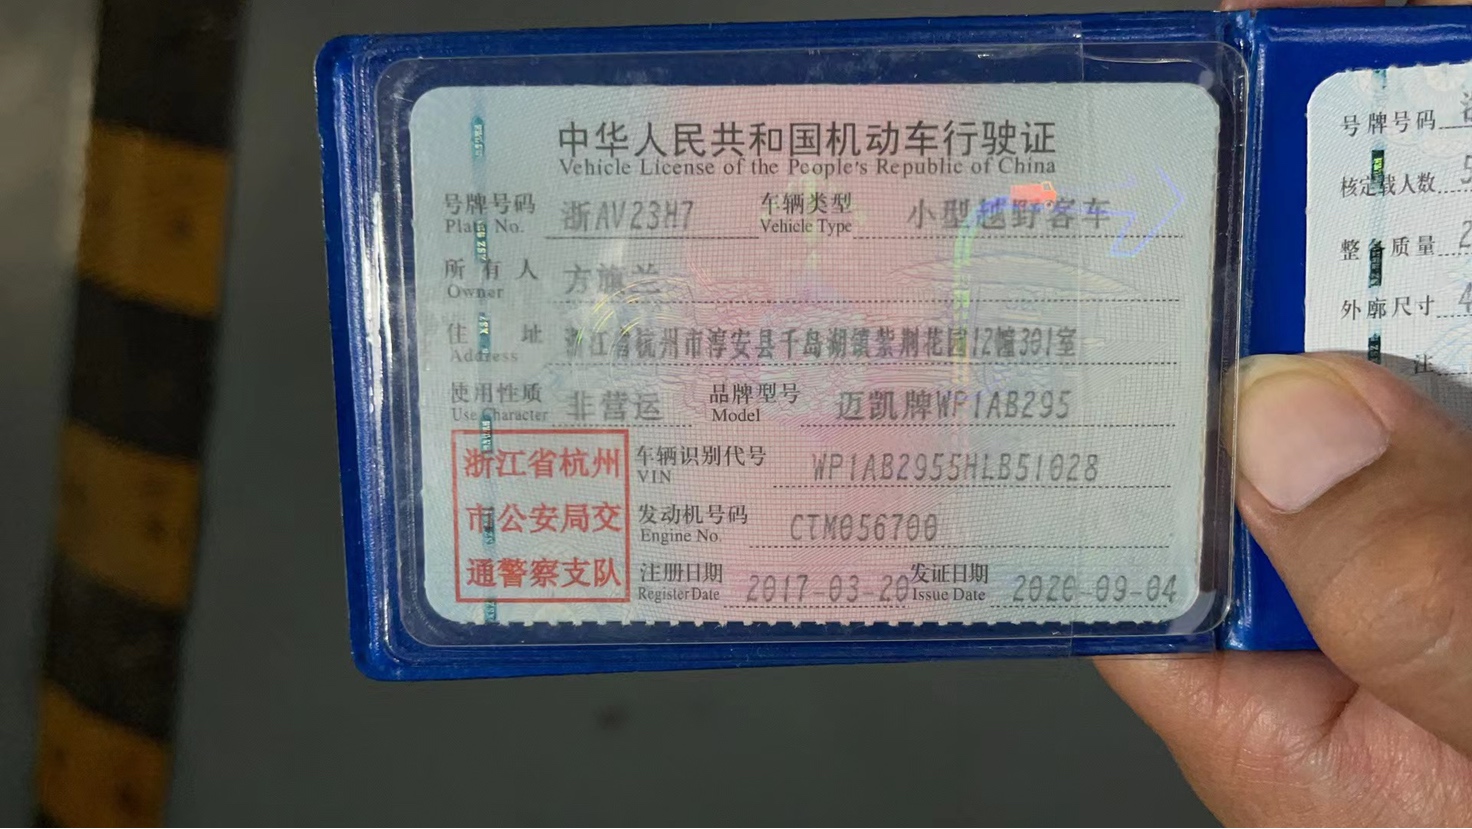 中华人民共和国机动车行驶证
Vehicle License of the People's Republic of China
号牌号码 浙AV23H7 车辆类型 小型越野客车
Plate No. Vehicle Type
所有人 方旗兰
Owner
住址 浙江省杭州市淳安县千岛湖镇紫荆花园12幢301室
Address
使用性质 非营运 品牌型号 迈凯牌WP1AB295
Use Character Model
浙江省杭州
市公安局交
通警察支队
车辆识别代号 WP1AB2955HLB51028
VIN
发动机号码 CTM056700
Engine No.
注册日期 2017-03-20 发证日期 2020-09-04
Register Date Issue Date
号牌号码
核定载人数 5
整备质量 2
外廓尺寸 4
注